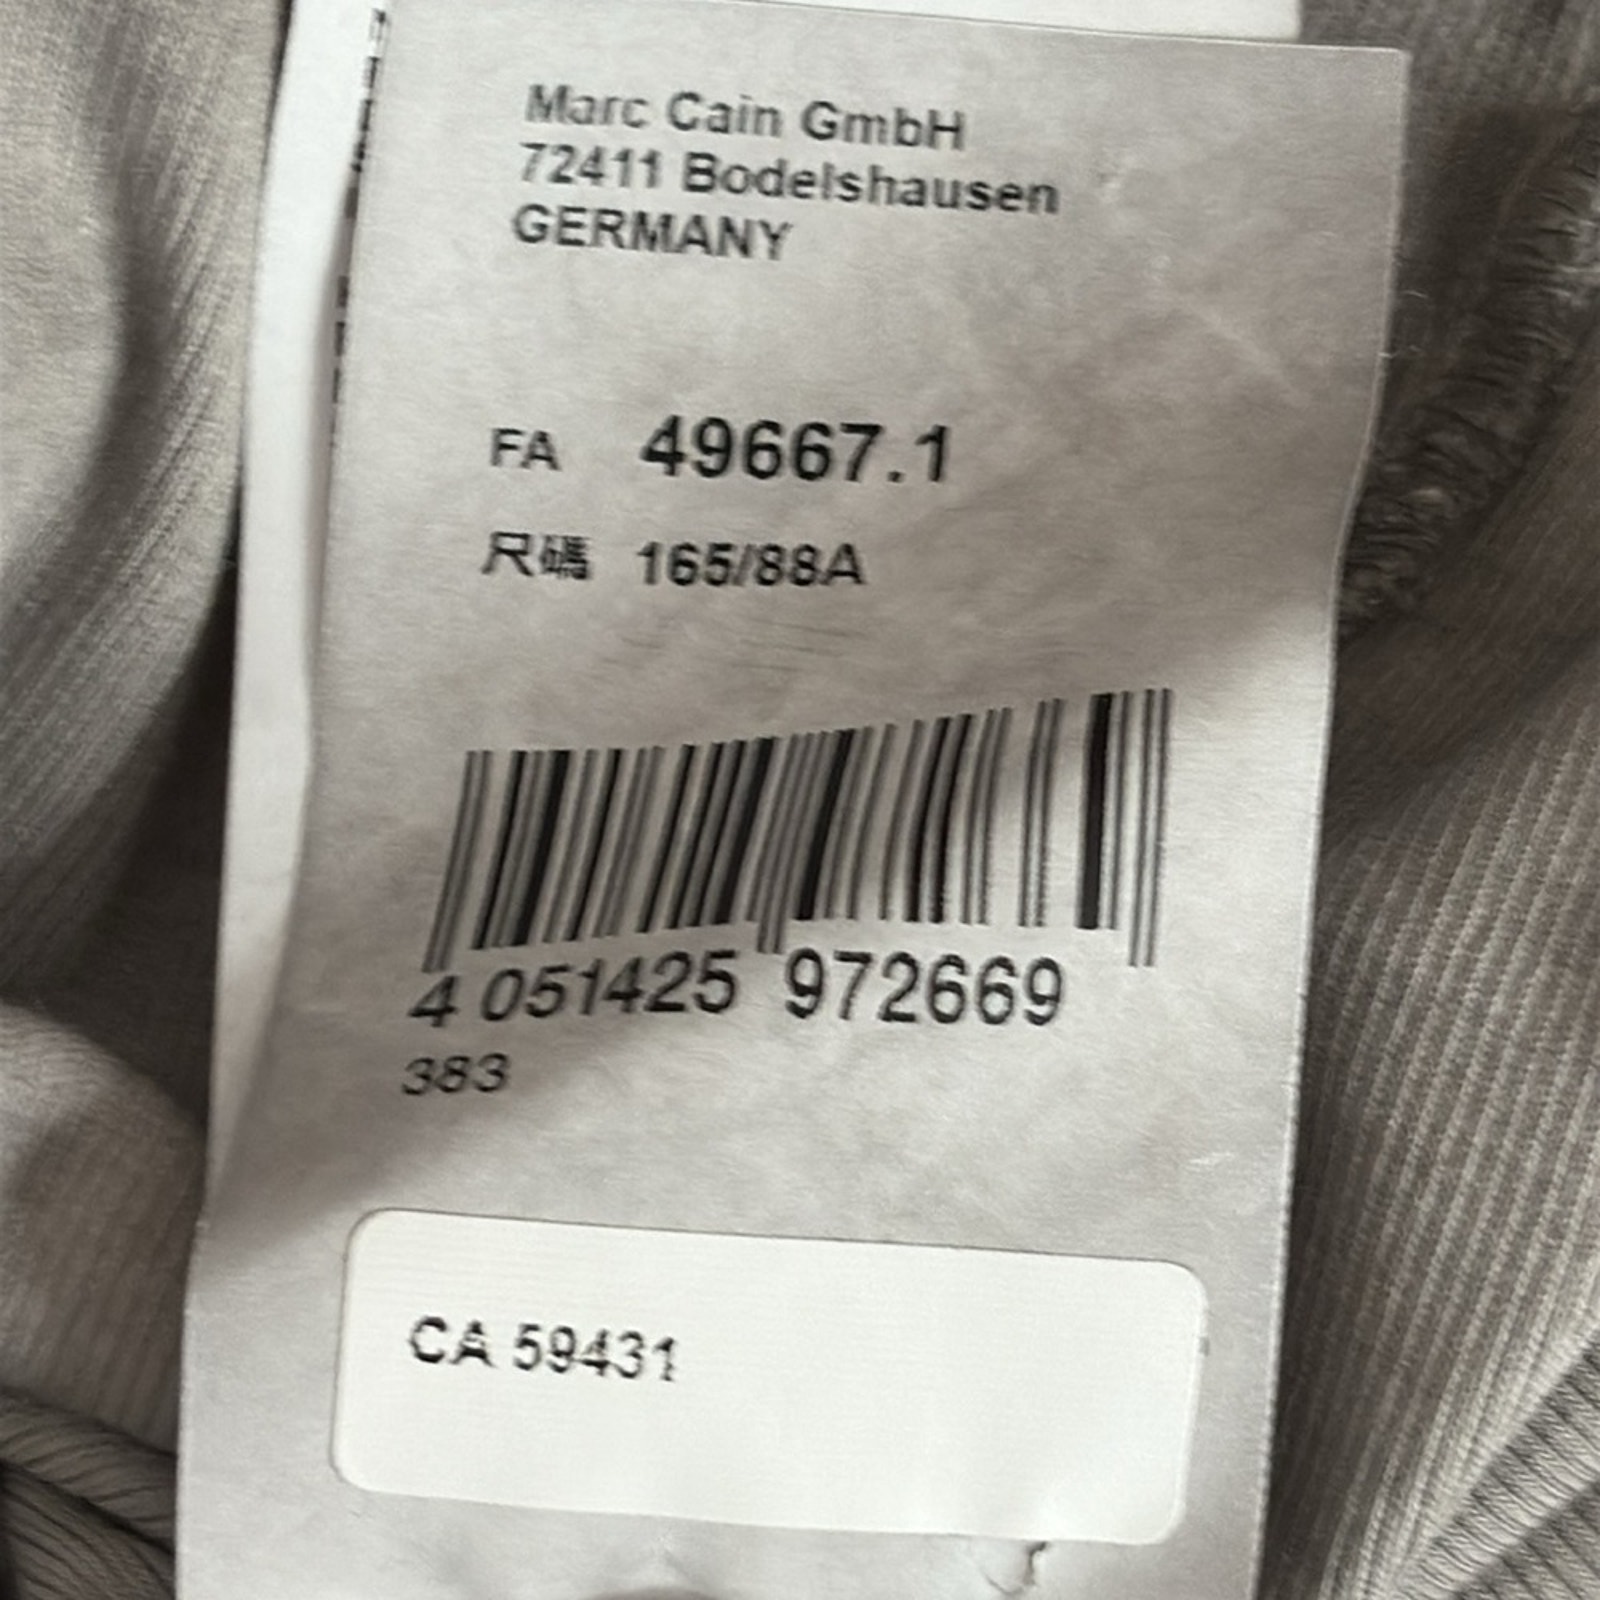 Marc Cain GmbH
72411 Bodelshausen
GERMANY
FA 49667.1
尺碼 165/88A
4 051425 972669
383
CA 59431